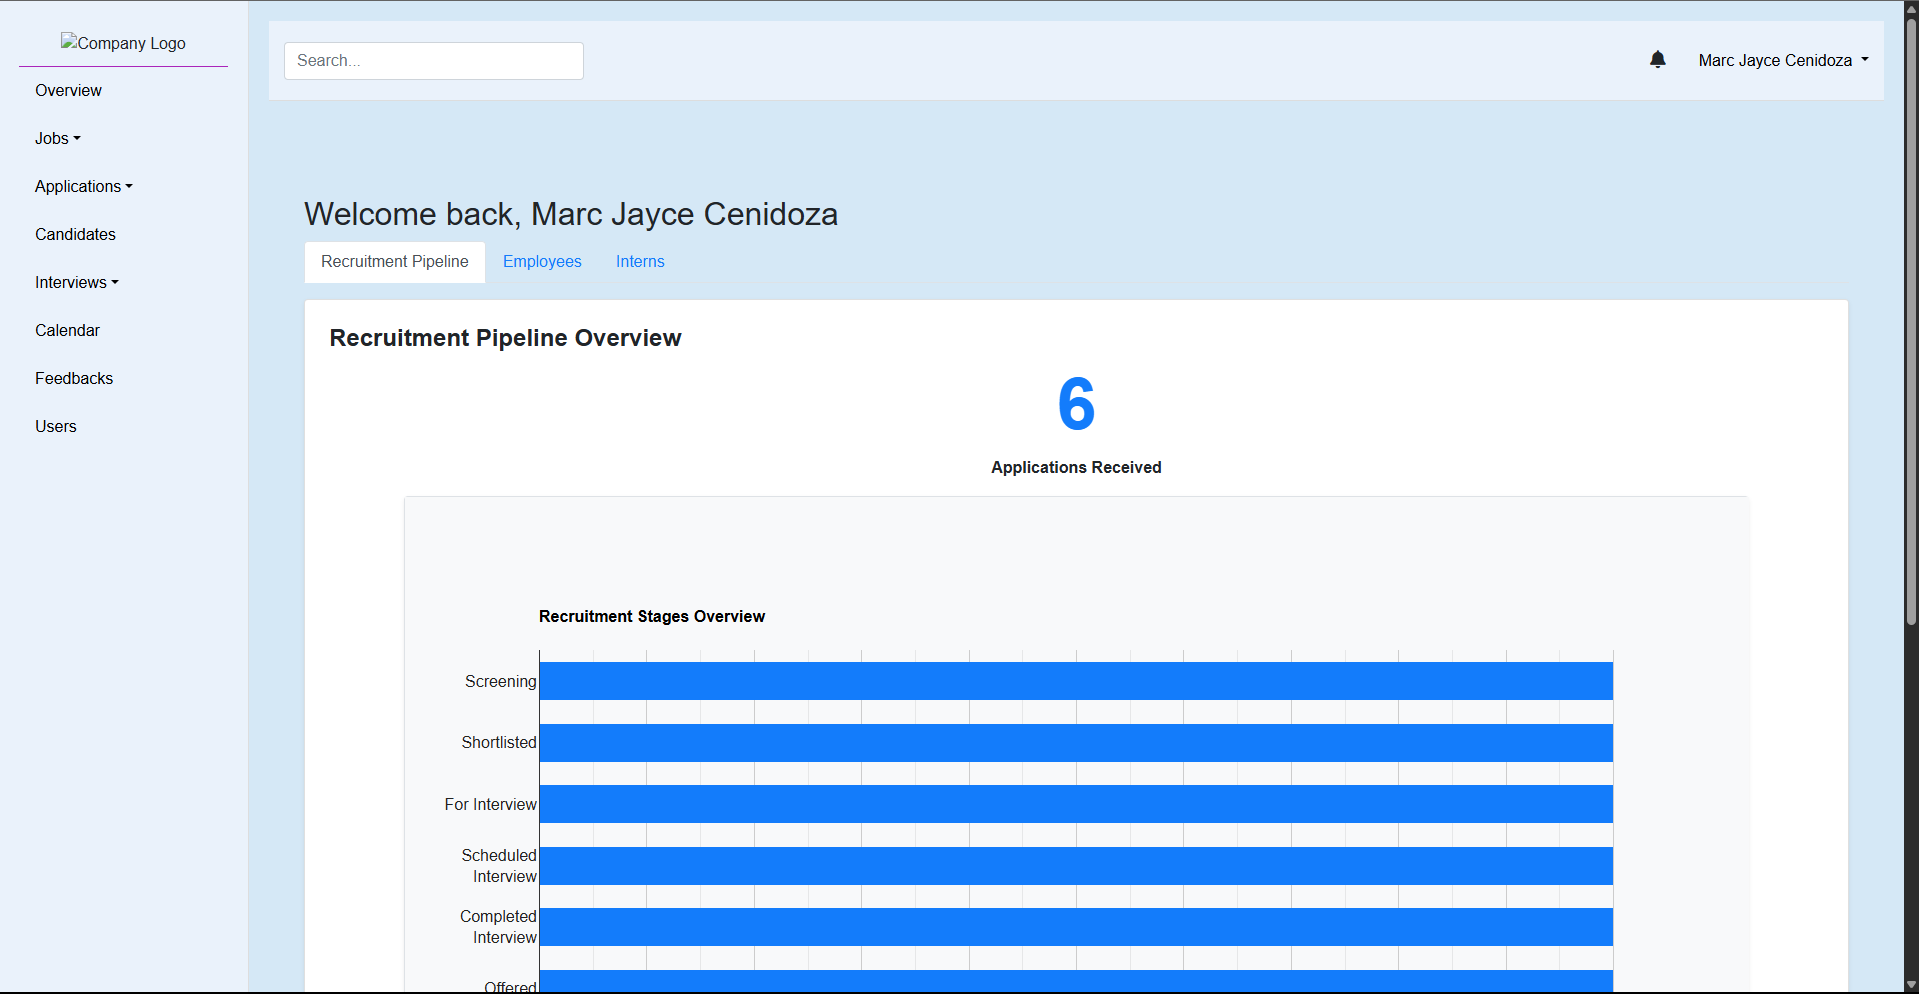 Company Logo
Overview
Jobs
Applications
Candidates
Interviews
Calendar
Feedbacks
Users
Search...
Marc Jayce Cenidoza
Welcome back, Marc Jayce Cenidoza
Recruitment Pipeline
Employees
Interns
Recruitment Pipeline Overview
6
Applications Received
Recruitment Stages Overview
Screening
Shortlisted
For Interview
Scheduled
Interview
Completed
Interview
Offered